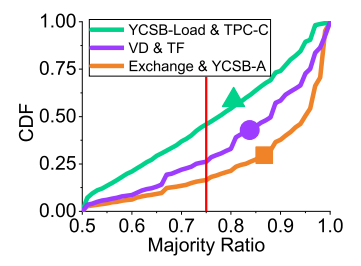 YCSB-Load & TPC-C
VD & TF
Exchange & YCSB-A
CDF
1.00
0.75
0.50
0.25
0.00
0.5 0.6 0.7 0.8 0.9 1.0
Majority Ratio